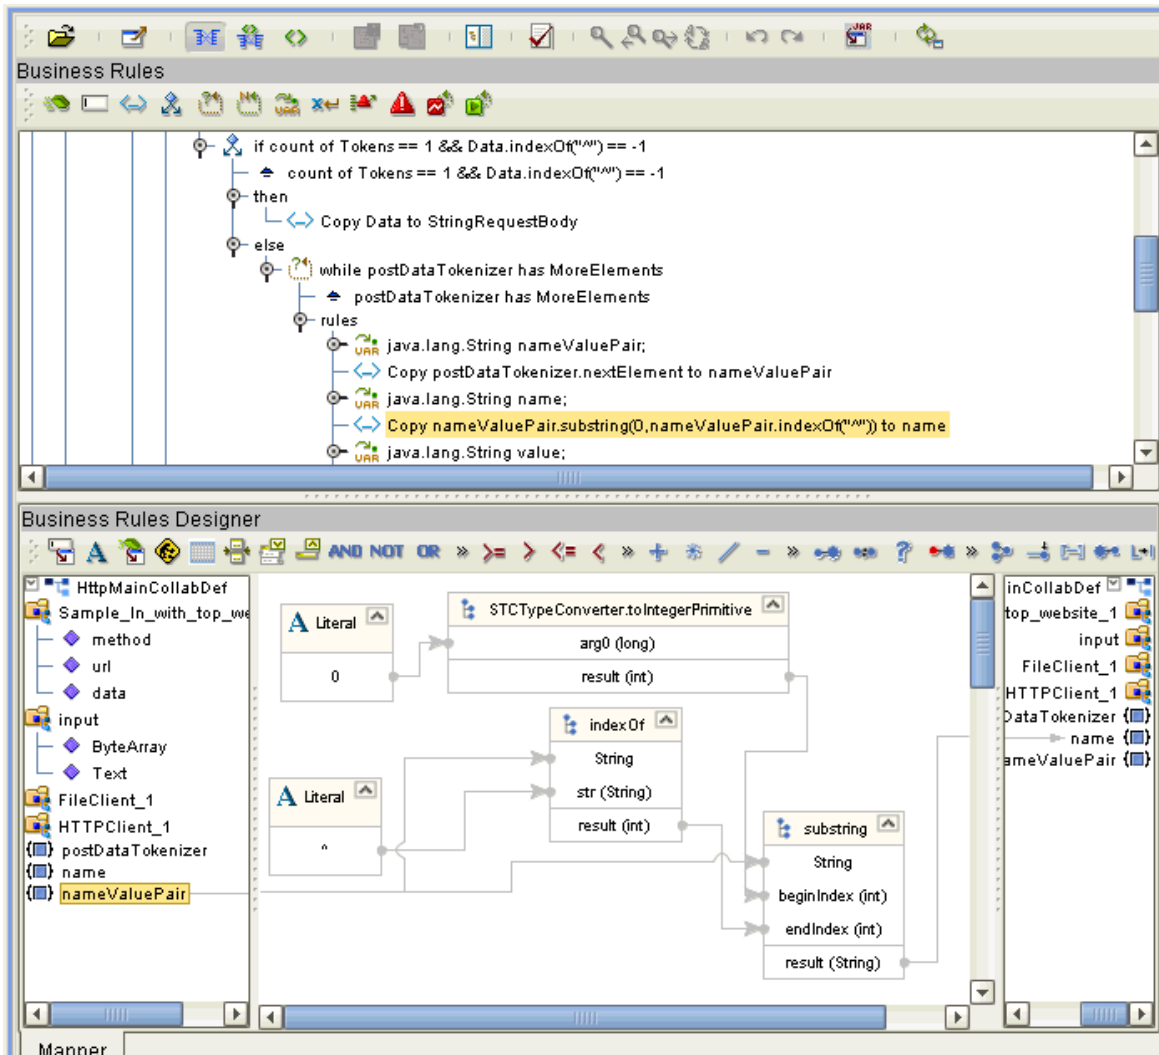 VAR
Business Rules
if count of Tokens == 1 && Data.indexOf("^") == -1
count of Tokens == 1 && Data.indexOf("^") == -1
then
Copy Data to StringRequestBody
else
while postDataTokenizer has MoreElements
postDataTokenizer has MoreElements
rules
VAR java.lang.String nameValuePair;
Copy postDataTokenizer.nextElement to nameValuePair
VAR java.lang.String name;
Copy nameValuePair.substring(0,nameValuePair.indexOf("^")) to name
VAR java.lang.String value;
Business Rules Designer
A AND NOT OR » >= > <= < » + * / - » ? » 
HttpMainCollabDef
Sample_In_with_top_we
method
url
data
input
ByteArray
Text
FileClient_1
HTTPClient_1
postDataTokenizer
name
nameValuePair
A Literal
0
STCTypeConverter.toIntegerPrimitive
arg0 (long)
result (int)
indexOf
String
str (String)
result (int)
A Literal
^
substring
String
beginIndex (int)
endIndex (int)
result (String)
inCollabDef
top_website_1
input
FileClient_1
HTTPClient_1
DataTokenizer
name
ameValuePair
Mapper